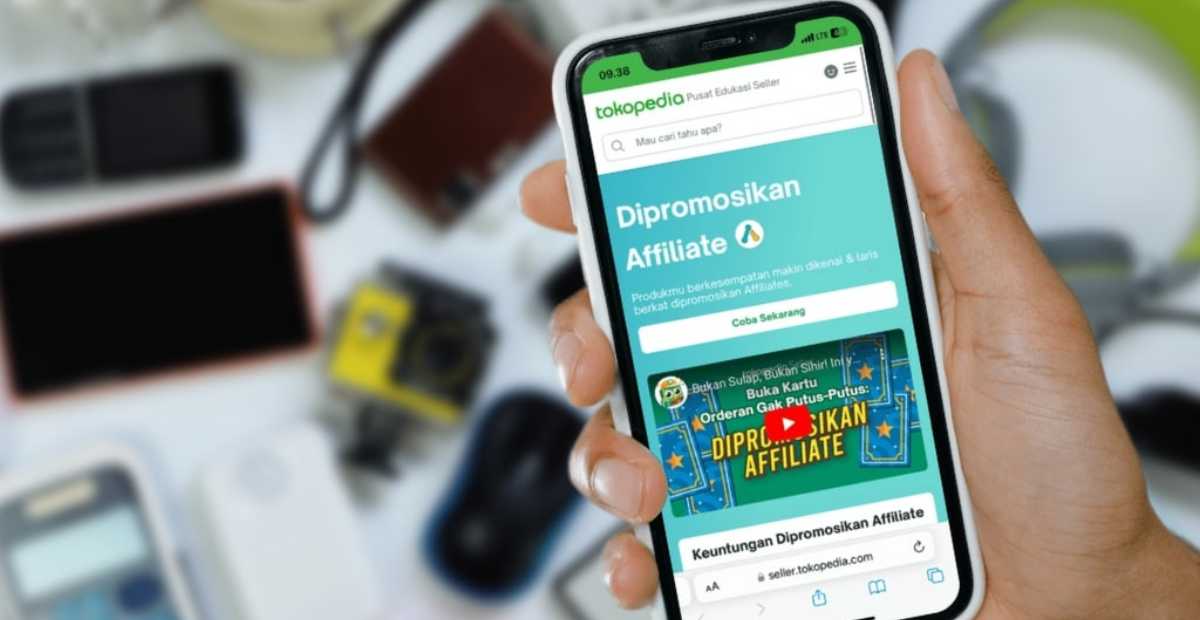 09.38
LTE
tokopedia Pusat Edukasi Seller
Mau cari tahu apa?
Dipromosikan
Affiliate
Produkmu berkesempatan makin dikenal & laris
berkat dipromosikan Affiliates.
Coba Sekarang
Bukan Sulap, Bukan Sihir! Ini
Buka Kartu
Orderan Gak Putus-Putus:
DIPROMOSIKAN
AFFILIATE
Keuntungan Dipromosikan Affiliate
AA seller.tokopedia.com